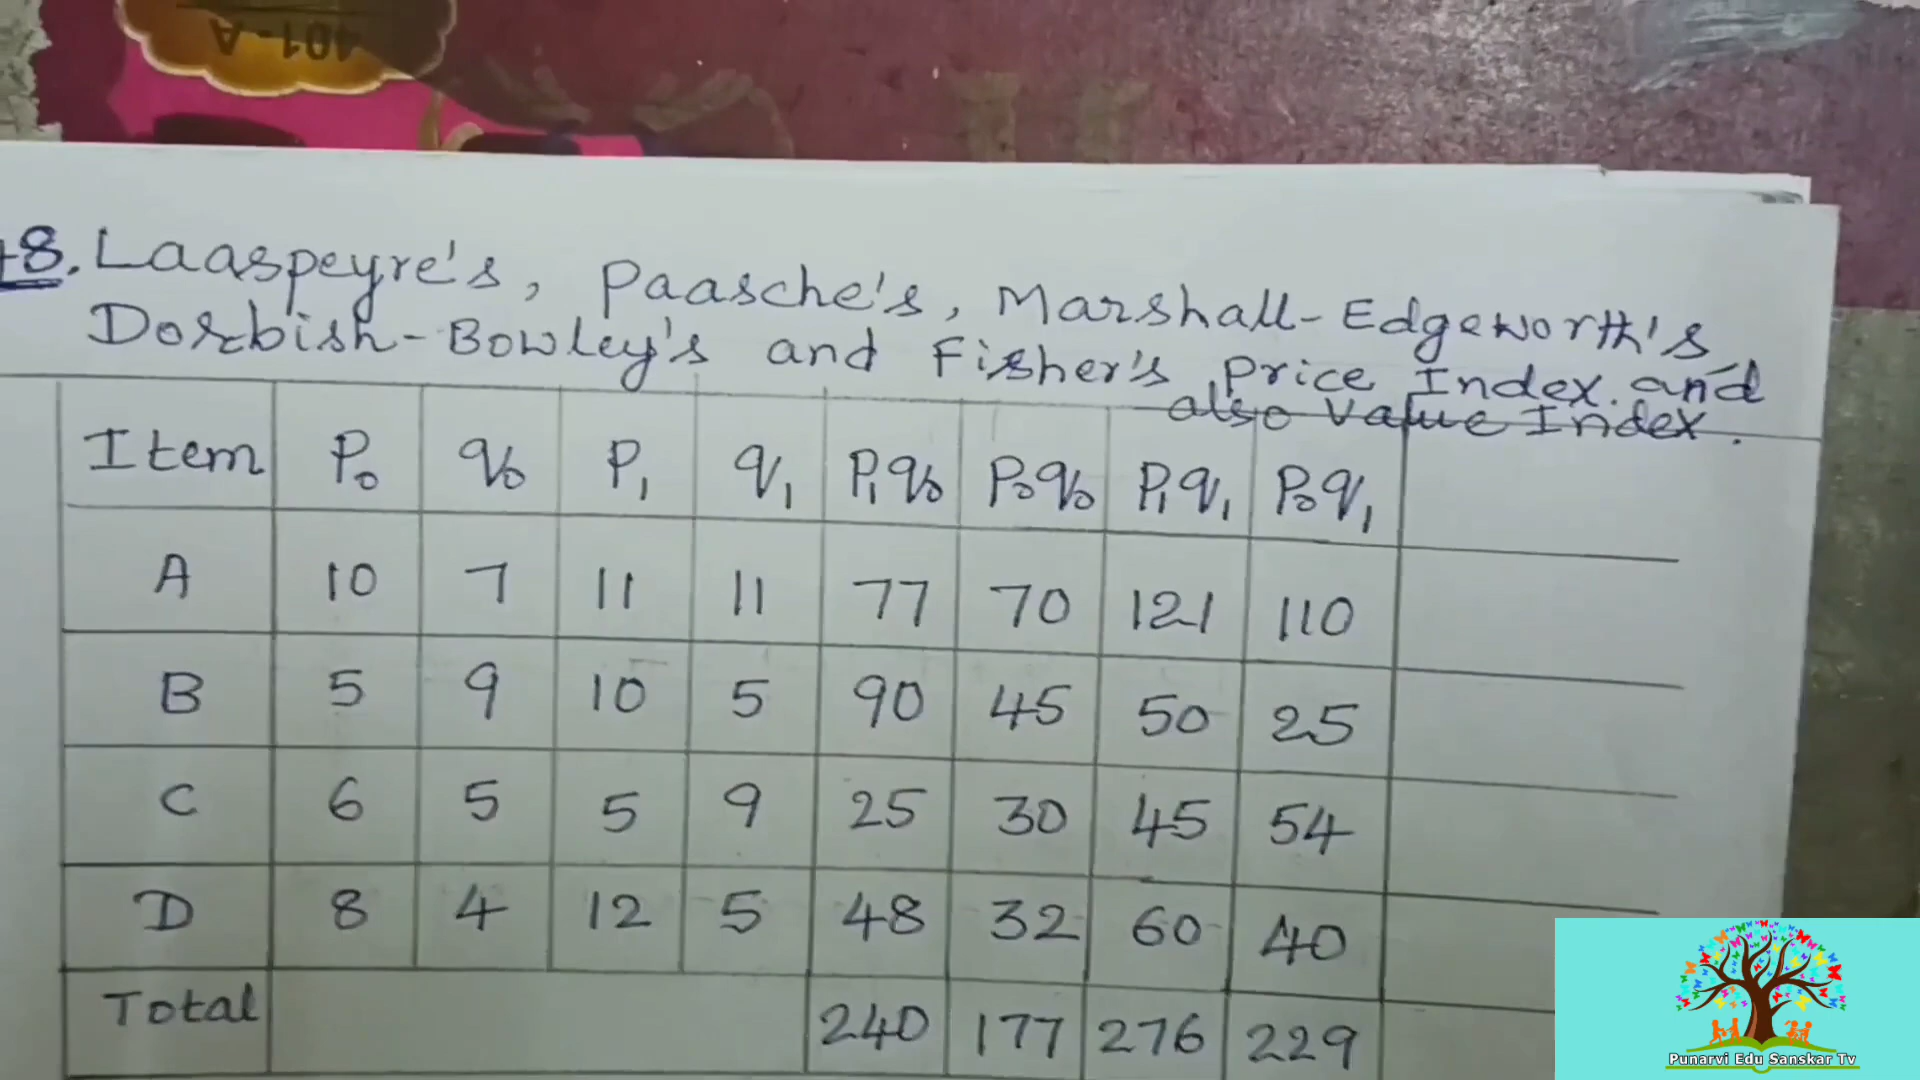 401-A
48. Laaspeyre's, Paasche's, Marshall-Edgeworth's,
Dorbish-Bowley's and Fisher's Price Index. and
also Value Index.
Item P₀ q₀ P₁ q₁ P₁q₀ P₀q₀ P₁q₁ P₀q₁
A 10 7 11 11 77 70 121 110
B 5 9 10 5 90 45 50 25
C 6 5 5 9 25 30 45 54
D 8 4 12 5 48 32 60 40
Total 240 177 276 229
Punarvi Edu Sanskar Tv